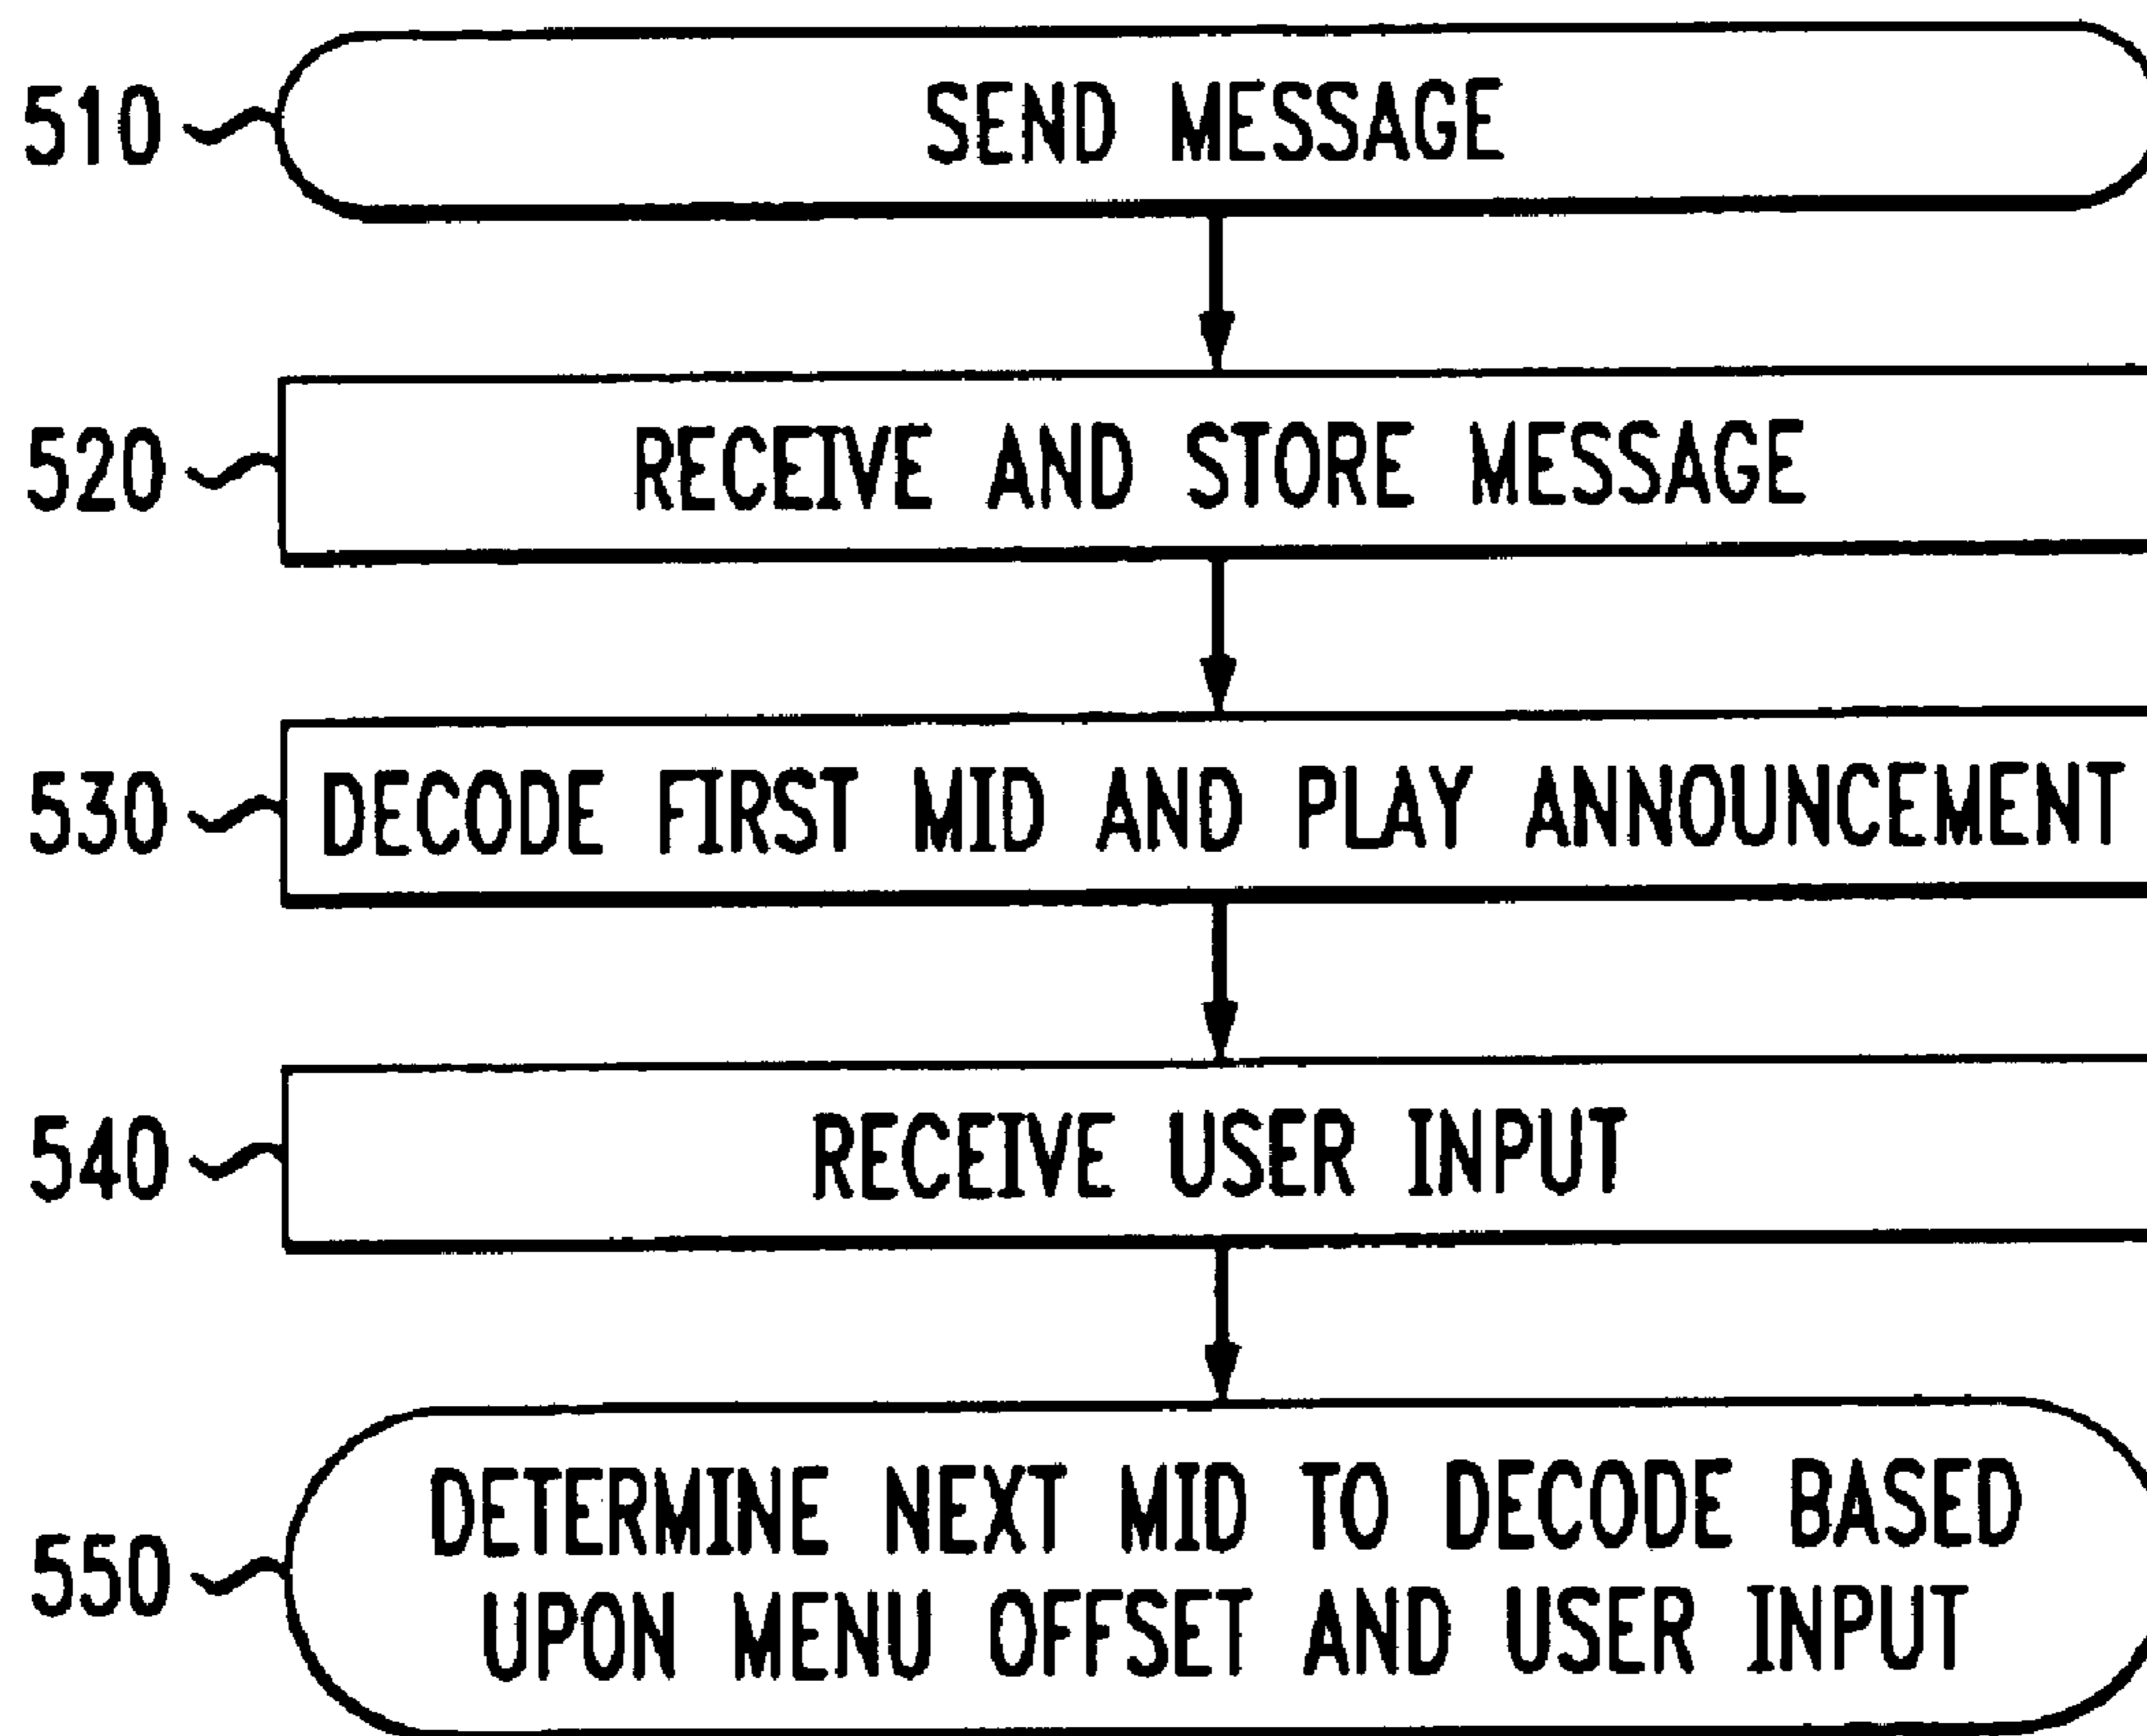 510 SEND MESSAGE
520 RECEIVE AND STORE MESSAGE
530 DECODE FIRST MID AND PLAY ANNOUNCEMENT
540 RECEIVE USER INPUT
550 DETERMINE NEXT MID TO DECODE BASED
UPON MENU OFFSET AND USER INPUT